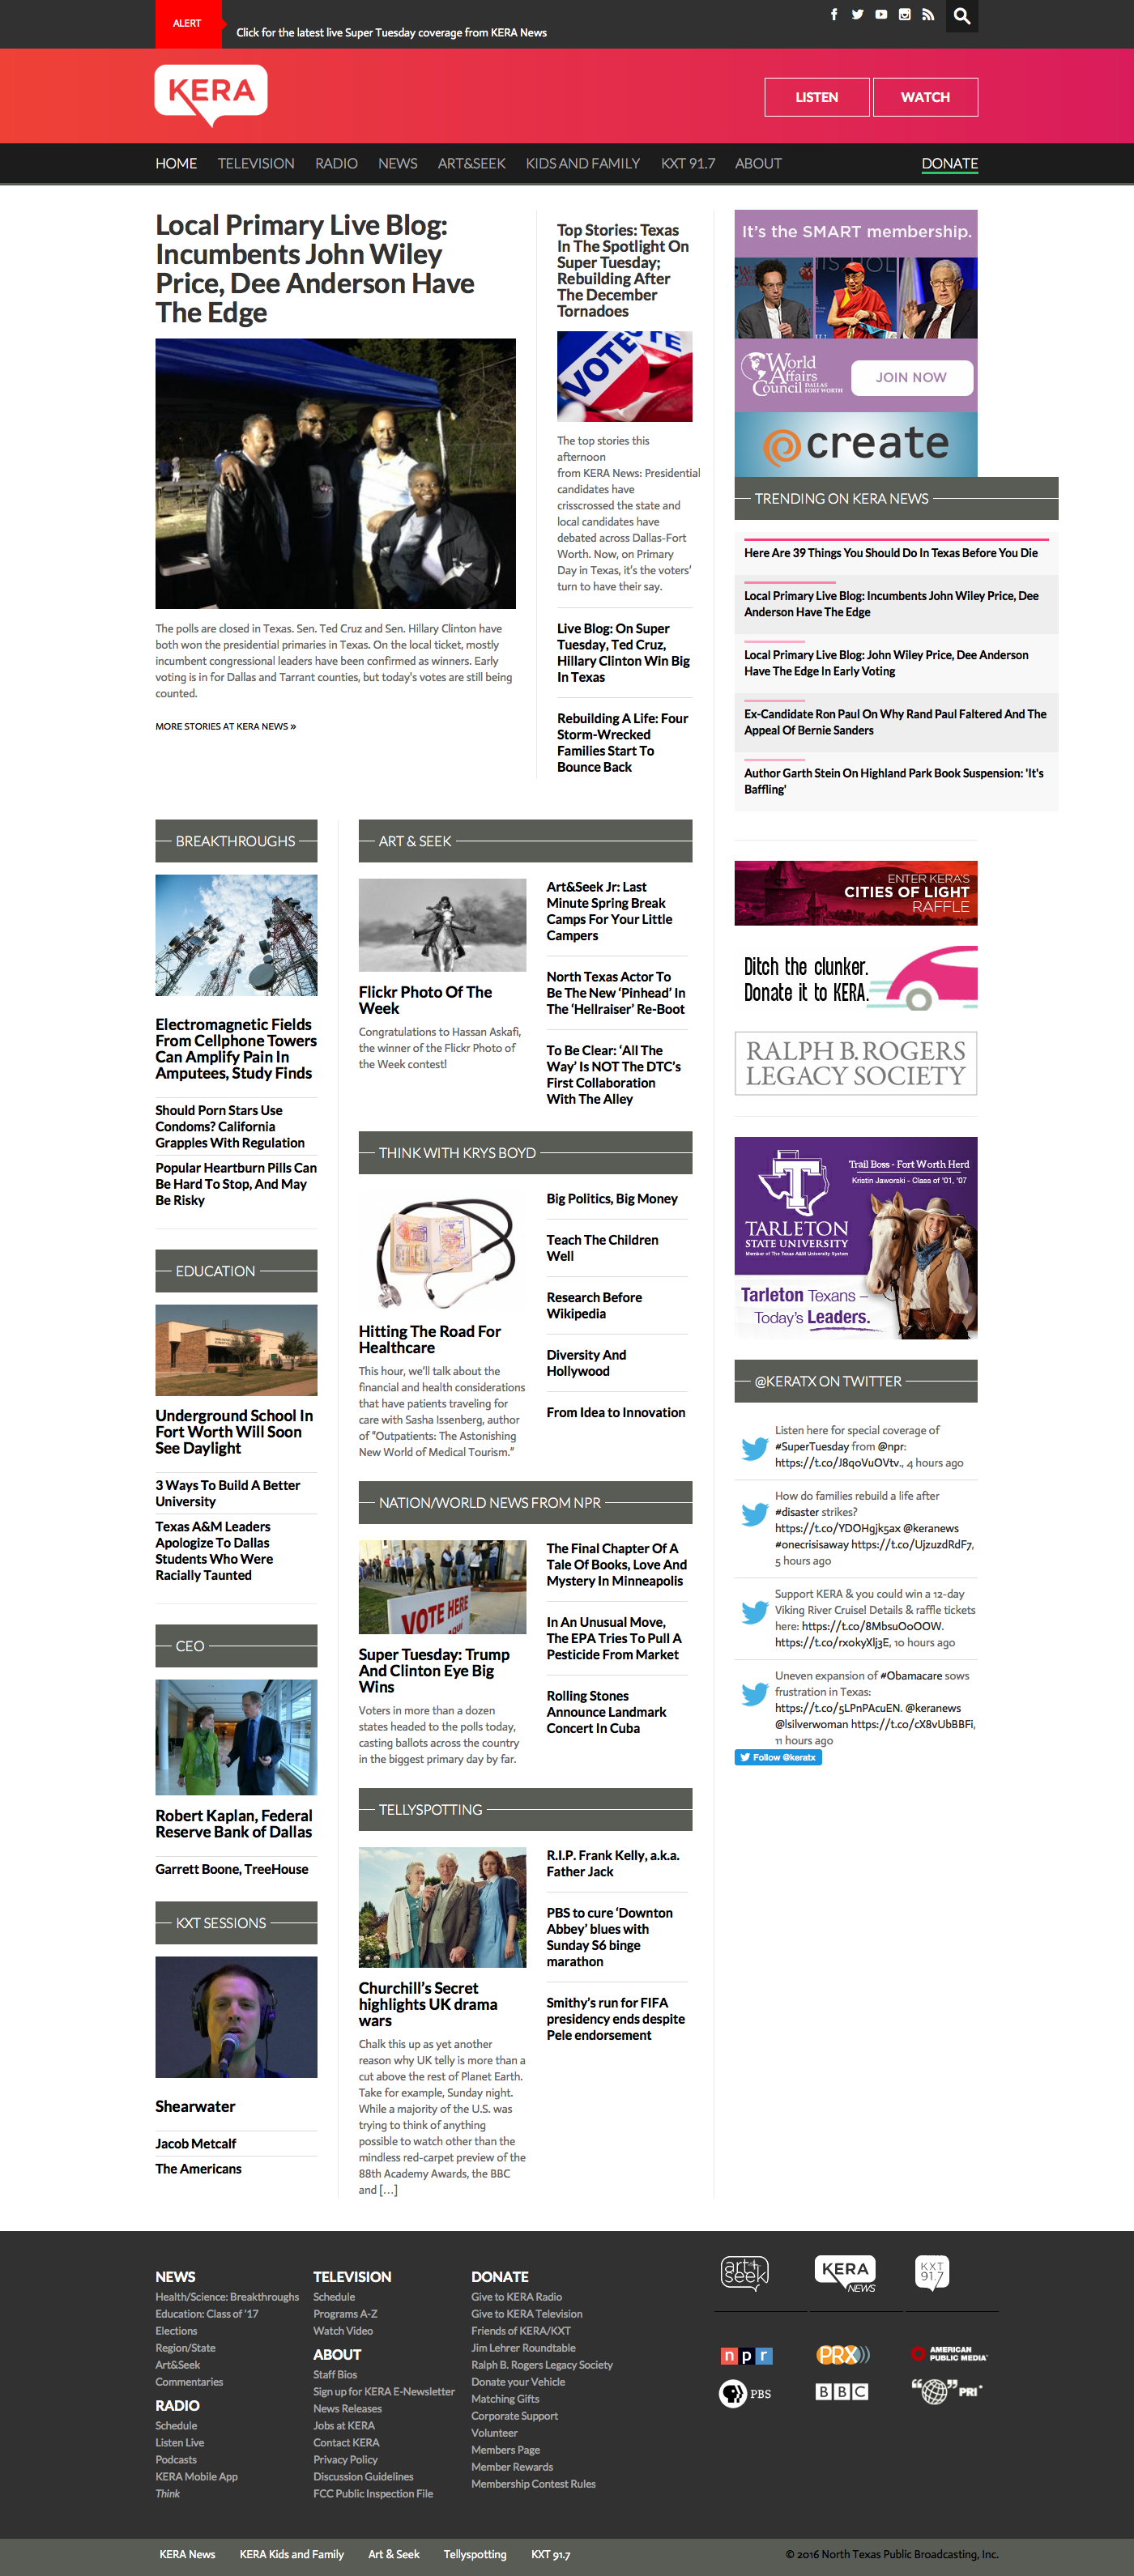 ALERT
Click for the latest live Super Tuesday coverage from KERA News
KERA
LISTEN
WATCH
HOME TELEVISION RADIO NEWS ART&SEEK KIDS AND FAMILY KXT 91.7 ABOUT DONATE
Local Primary Live Blog:
Incumbents John Wiley
Price, Dee Anderson Have
The Edge
The polls are closed in Texas. Sen. Ted Cruz and Sen. Hillary Clinton have
both won the presidential primaries in Texas. On the local ticket, mostly
incumbent congressional leaders have been confirmed as winners. Early
voting is in for Dallas and Tarrant counties, but today's votes are still being
counted.
MORE STORIES AT KERA NEWS »
Top Stories: Texas
In The Spotlight On
Super Tuesday;
Rebuilding After
The December
Tornadoes
VOTE
The top stories this
afternoon
from KERA News: Presidential
candidates have
crisscrossed the state and
local candidates have
debated across Dallas-Fort
Worth. Now, on Primary
Day in Texas, it's the voters'
turn to have their say.
Live Blog: On Super
Tuesday, Ted Cruz,
Hillary Clinton Win Big
In Texas
Rebuilding A Life: Four
Storm-Wrecked
Families Start To
Bounce Back
It's the SMART membership.
World
Affairs
Council DALLAS
FORT WORTH
JOIN NOW
create
TRENDING ON KERA NEWS
Here Are 39 Things You Should Do In Texas Before You Die
Local Primary Live Blog: Incumbents John Wiley Price, Dee
Anderson Have The Edge
Local Primary Live Blog: John Wiley Price, Dee Anderson
Have The Edge In Early Voting
Ex-Candidate Ron Paul On Why Rand Paul Faltered And The
Appeal Of Bernie Sanders
Author Garth Stein On Highland Park Book Suspension: 'It's
Baffling'
BREAKTHROUGHS
Electromagnetic Fields
From Cellphone Towers
Can Amplify Pain In
Amputees, Study Finds
Should Porn Stars Use
Condoms? California
Grapples With Regulation
Popular Heartburn Pills Can
Be Hard To Stop, And May
Be Risky
EDUCATION
Underground School In
Fort Worth Will Soon
See Daylight
3 Ways To Build A Better
University
Texas A&M Leaders
Apologize To Dallas
Students Who Were
Racially Taunted
CEO
Robert Kaplan, Federal
Reserve Bank of Dallas
Garrett Boone, TreeHouse
KXT SESSIONS
Shearwater
Jacob Metcalf
The Americans
ART & SEEK
Flickr Photo Of The
Week
Congratulations to Hassan Askafi,
the winner of the Flickr Photo of
the Week contest!
Art&Seek Jr: Last
Minute Spring Break
Camps For Your Little
Campers
North Texas Actor To
Be The New 'Pinhead' In
The 'Hellraiser' Re-Boot
To Be Clear: 'All The
Way' Is NOT The DTC's
First Collaboration
With The Alley
THINK WITH KRYS BOYD
Hitting The Road For
Healthcare
This hour, we'll talk about the
financial and health considerations
that have patients traveling for
care with Sasha Issenberg, author
of "Outpatients: The Astonishing
New World of Medical Tourism."
Big Politics, Big Money
Teach The Children
Well
Research Before
Wikipedia
Diversity And
Hollywood
From Idea to Innovation
NATION/WORLD NEWS FROM NPR
VOTE HERE
AQUI
Super Tuesday: Trump
And Clinton Eye Big
Wins
Voters in more than a dozen
states headed to the polls today,
casting ballots across the country
in the biggest primary day by far.
The Final Chapter Of A
Tale Of Books, Love And
Mystery In Minneapolis
In An Unusual Move,
The EPA Tries To Pull A
Pesticide From Market
Rolling Stones
Announce Landmark
Concert In Cuba
TELLYSPOTTING
Churchill's Secret
highlights UK drama
wars
Chalk this up as yet another
reason why UK telly is more than a
cut above the rest of Planet Earth.
Take for example, Sunday night.
While a majority of the U.S. was
trying to think of anything
possible to watch other than the
mindless red-carpet preview of the
88th Academy Awards, the BBC
and [...]
R.I.P. Frank Kelly, a.k.a.
Father Jack
PBS to cure 'Downton
Abbey' blues with
Sunday S6 binge
marathon
Smithy's run for FIFA
presidency ends despite
Pele endorsement
ENTER KERA'S
CITIES OF LIGHT
RAFFLE
Ditch the clunker.
Donate it to KERA.
RALPH B. ROGERS
LEGACY SOCIETY
Trail Boss - Fort Worth Herd
Kristin Jaworski - Class of '01, '07
TARLETON
STATE UNIVERSITY
Member of The Texas A&M University System
Tarleton Texans –
Today's Leaders.
@KERATX ON TWITTER
Listen here for special coverage of
#SuperTuesday from @npr:
https://t.co/J8qoVuOVtv., 4 hours ago
How do families rebuild a life after
#disaster strikes?
https://t.co/YDOHgjk5ax @keranews
#onecrisisaway https://t.co/UjzuzdRdF7,
5 hours ago
Support KERA & you could win a 12-day
Viking River Cruise! Details & raffle tickets
here: https://t.co/8MbsuOoOOW.
https://t.co/rxokyXlj3E, 10 hours ago
Uneven expansion of #Obamacare sows
frustration in Texas:
https://t.co/5LPnPAcuEN. @keranews
@lsilverwoman https://t.co/cX8vUbBBFi,
11 hours ago
Follow @keratx
NEWS
Health/Science: Breakthroughs
Education: Class of '17
Elections
Region/State
Art&Seek
Commentaries
RADIO
Schedule
Listen Live
Podcasts
KERA Mobile App
Think
TELEVISION
Schedule
Programs A-Z
Watch Video
ABOUT
Staff Bios
Sign up for KERA E-Newsletter
News Releases
Jobs at KERA
Contact KERA
Privacy Policy
Discussion Guidelines
FCC Public Inspection File
DONATE
Give to KERA Radio
Give to KERA Television
Friends of KERA/KXT
Jim Lehrer Roundtable
Ralph B. Rogers Legacy Society
Donate your Vehicle
Matching Gifts
Corporate Support
Volunteer
Members Page
Member Rewards
Membership Contest Rules
art+
seek
KERA
NEWS
KXT
91.7
npr
PRX
AMERICAN
PUBLIC MEDIA
PBS
BBC
PRI
KERA News KERA Kids and Family Art & Seek Tellyspotting KXT 91.7
© 2016 North Texas Public Broadcasting, Inc.